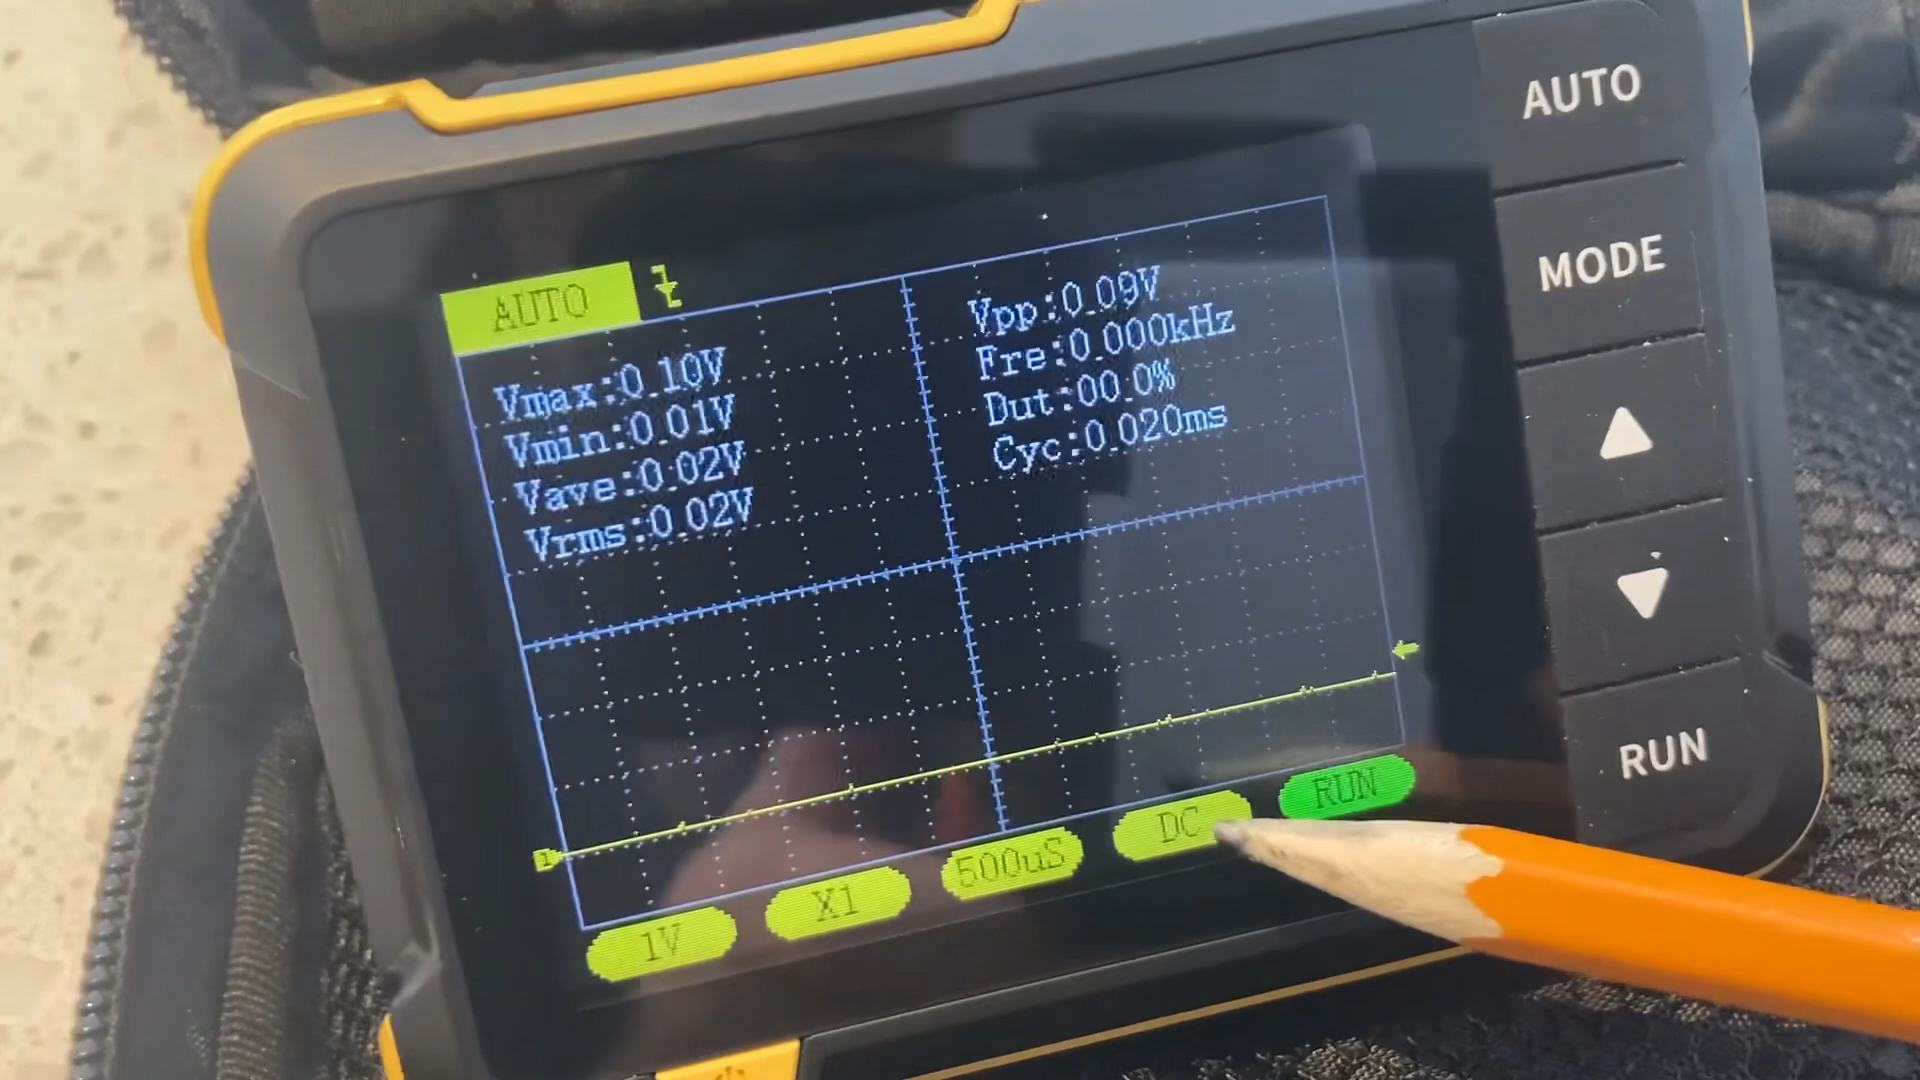 AUTO
Vmax:0.10V
Vmin:0.01V
Vave:0.02V
Vrms:0.02V
Vpp:0.09V
Fre:0.000kHz
Dut:00.0%
Cyc:0.020ms
1
1V
X1
500uS
DC
RUN
AUTO
MODE
RUN